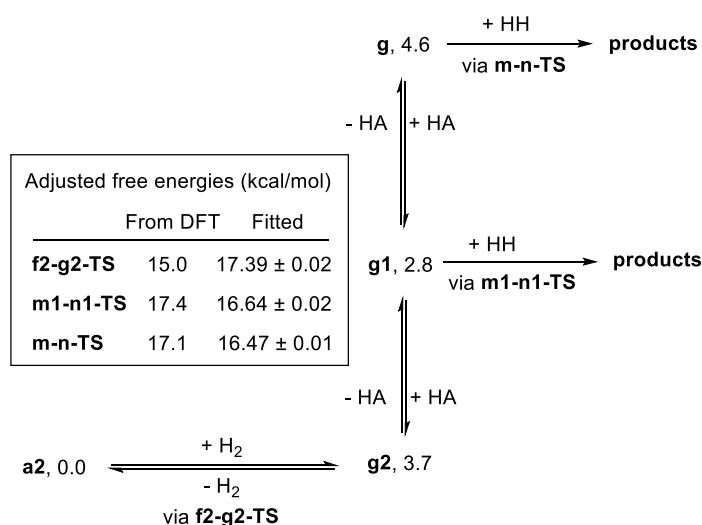 + HH
g, 4.6
products
via m-n-TS
- HA
+ HA
Adjusted free energies (kcal/mol)
From DFT Fitted
f2-g2-TS 15.0 17.39 ± 0.02
m1-n1-TS 17.4 16.64 ± 0.02
m-n-TS 17.1 16.47 ± 0.01
+ HH
g1, 2.8
products
via m1-n1-TS
- HA
+ HA
+ H₂
a2, 0.0
g2, 3.7
- H₂
via f2-g2-TS